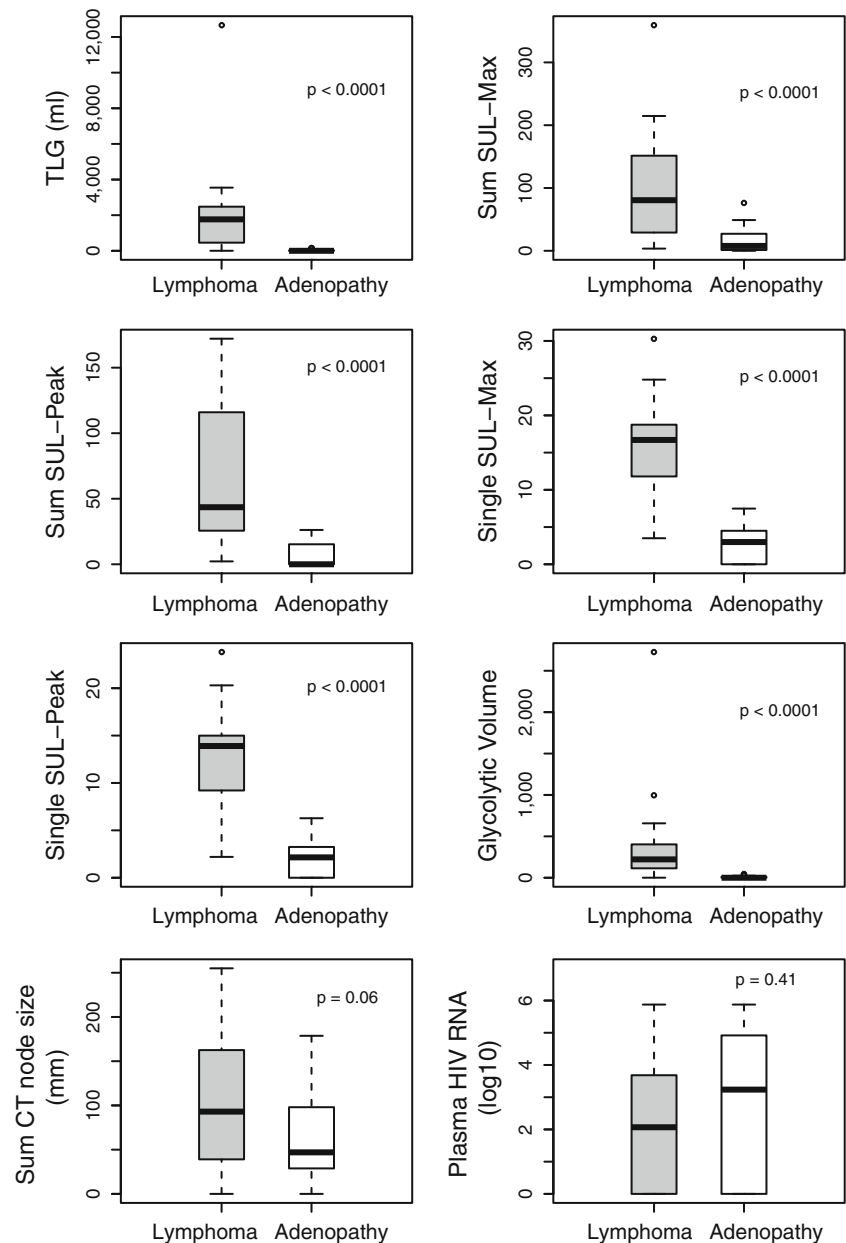 TLG (ml)
12,000
8,000
4,000
0
p < 0.0001
Lymphoma Adenopathy
Sum SUL-Max
300
200
100
0
p < 0.0001
Lymphoma Adenopathy
Sum SUL-Peak
150
100
50
0
p < 0.0001
Lymphoma Adenopathy
Single SUL-Max
30
20
10
0
p < 0.0001
Lymphoma Adenopathy
Single SUL-Peak
20
10
0
p < 0.0001
Lymphoma Adenopathy
Glycolytic Volume
2,000
1,000
0
p < 0.0001
Lymphoma Adenopathy
Sum CT node size
(mm)
200
100
0
p = 0.06
Lymphoma Adenopathy
Plasma HIV RNA
(log10)
6
4
2
0
p = 0.41
Lymphoma Adenopathy